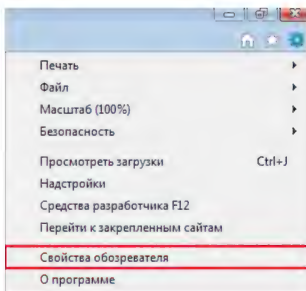 Печать
Файл
Масштаб (100%)
Безопасность
Просмотреть загрузки Ctrl+J
Надстройки
Средства разработчика F12
Перейти к закрепленным сайтам
Свойства обозревателя
О программе